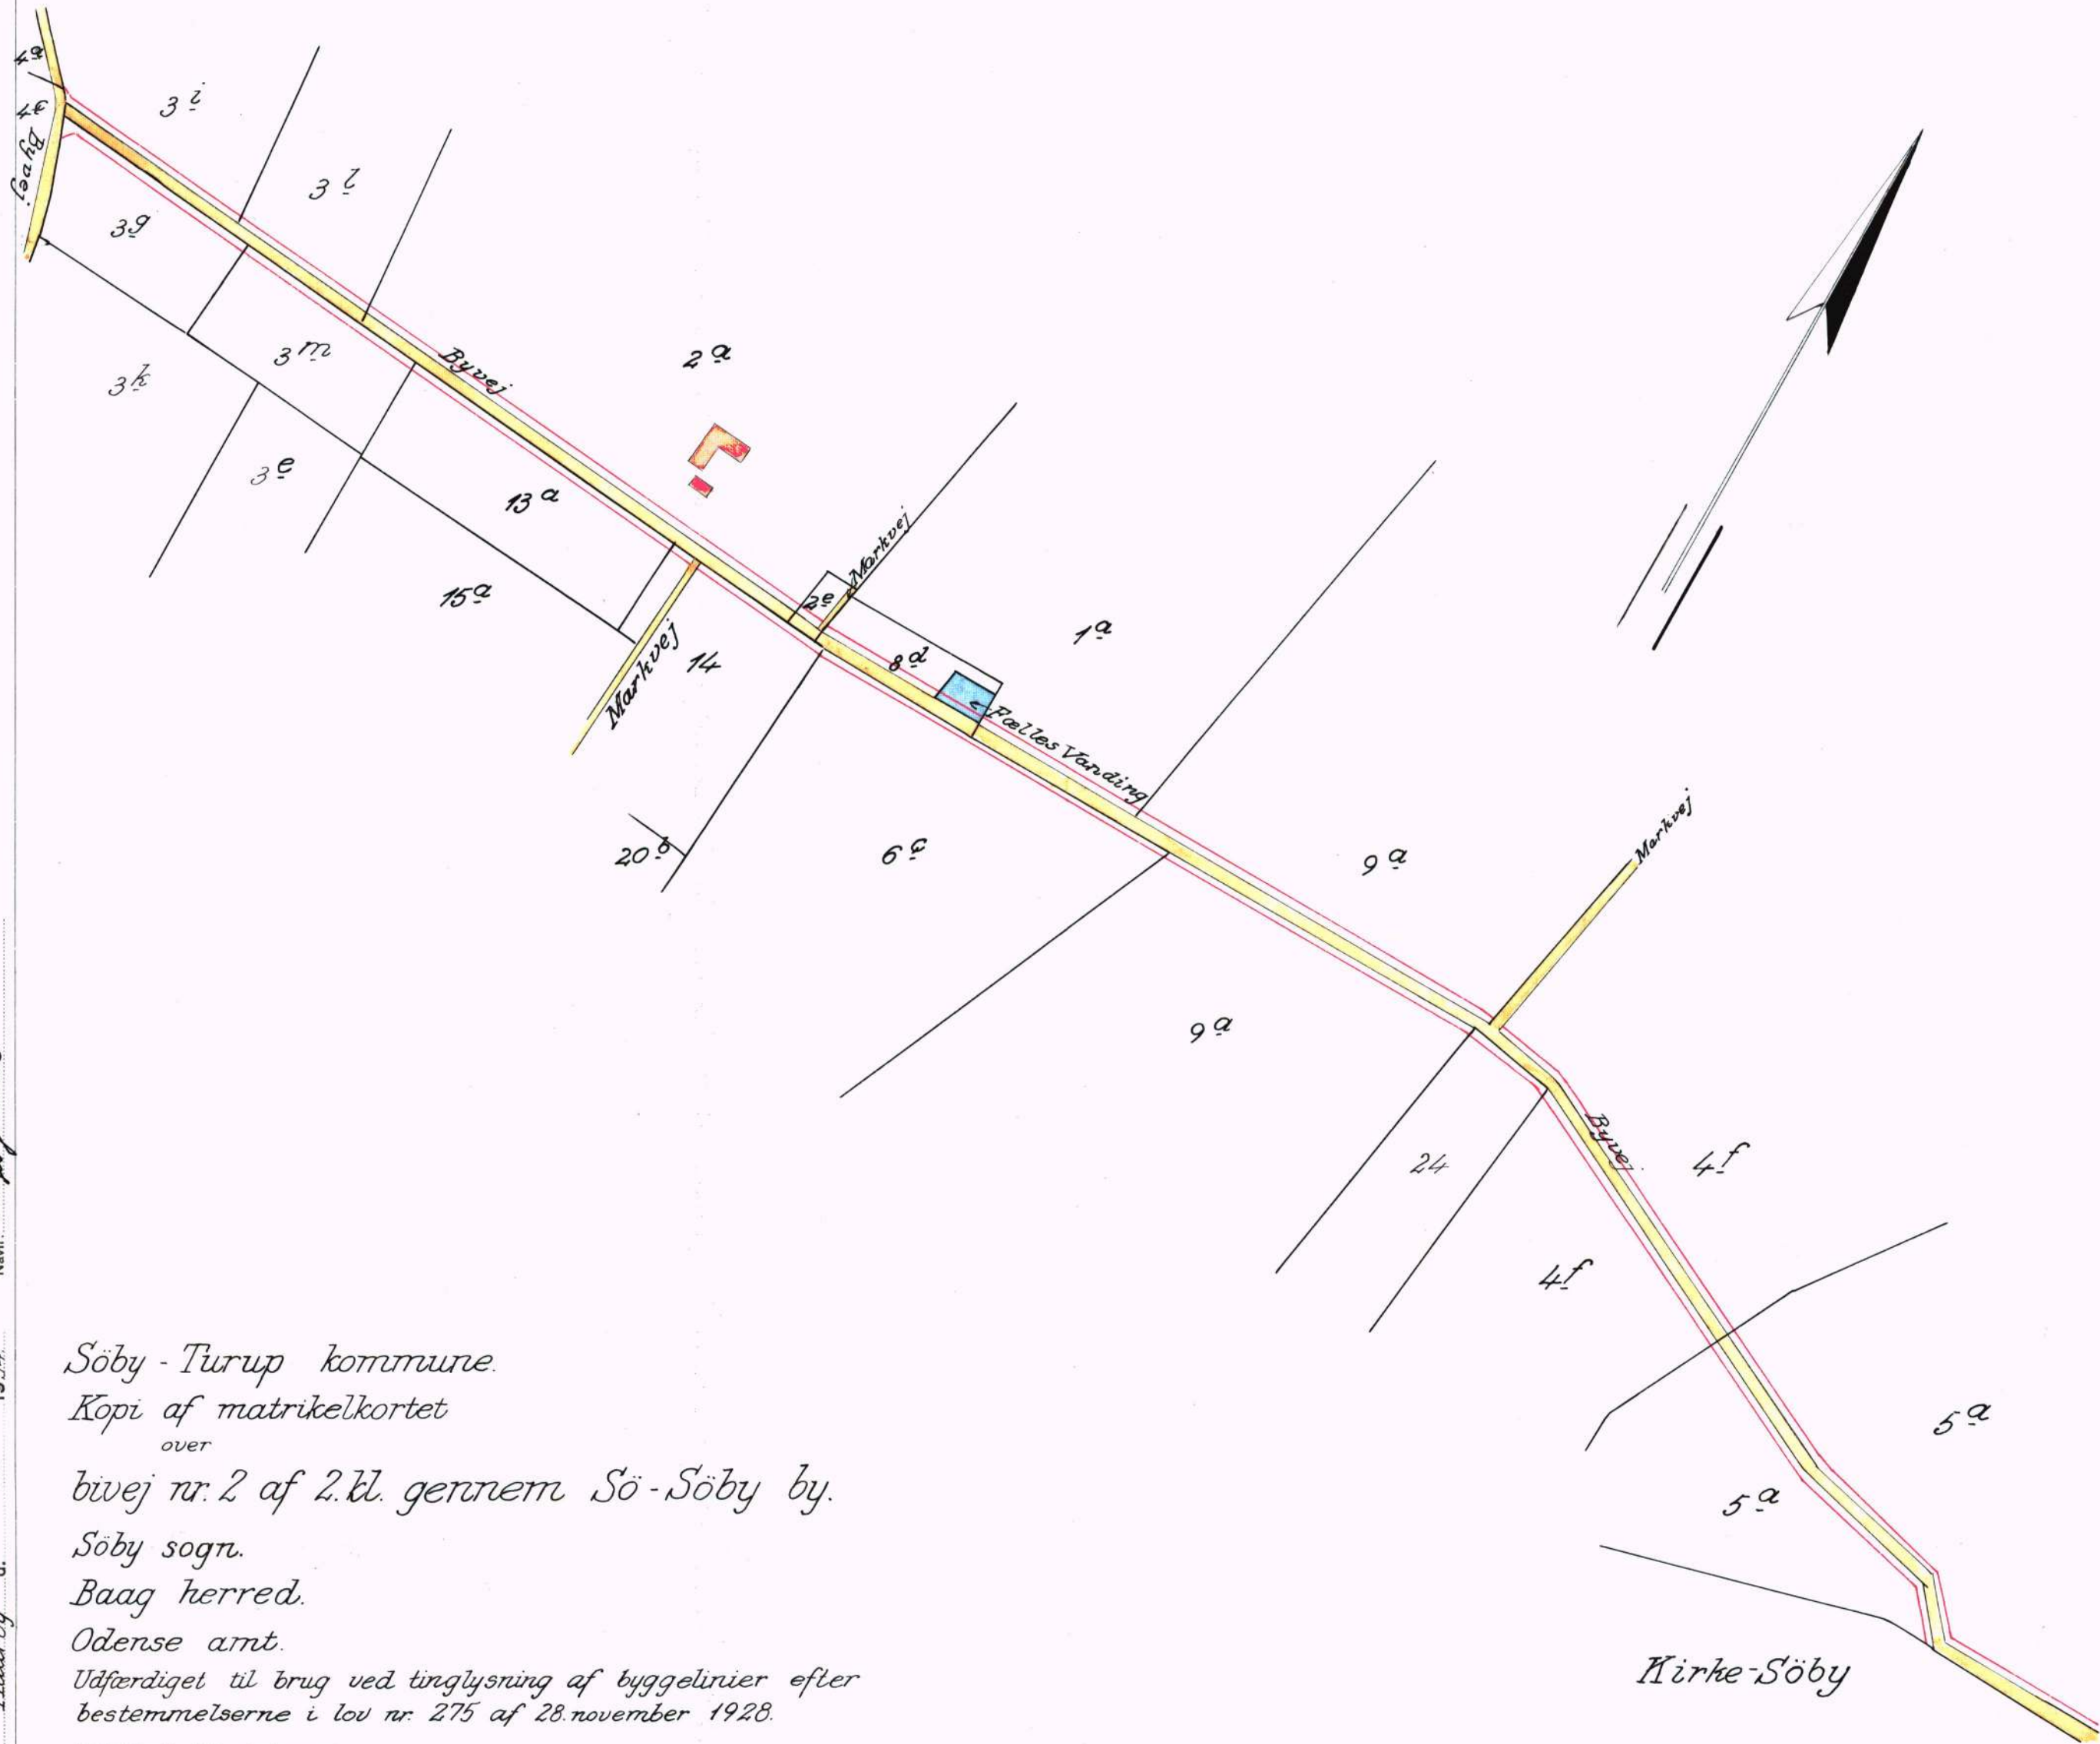 4a
4c
Byvej.
3i
3l
3g
3m
3k
3e
Byvej
2a
13a
15a
Markvej
2e
Markvej
14
8d
1a
Fælles Vanding
20b
6c
9a
Markvej
9a
24
Byvej.
4f
4f
5a
5a
Kirke-Söby
Söby - Turup kommune.
Kopi af matrikelkortet
over
bivej nr. 2 af 2. kl. gennem Sö-Söby by.
Söby sogn.
Baag herred.
Odense amt.
Udfærdiget til brug ved tinglysning af byggelinier efter
bestemmelserne i lov nr. 275 af 28. november 1928.